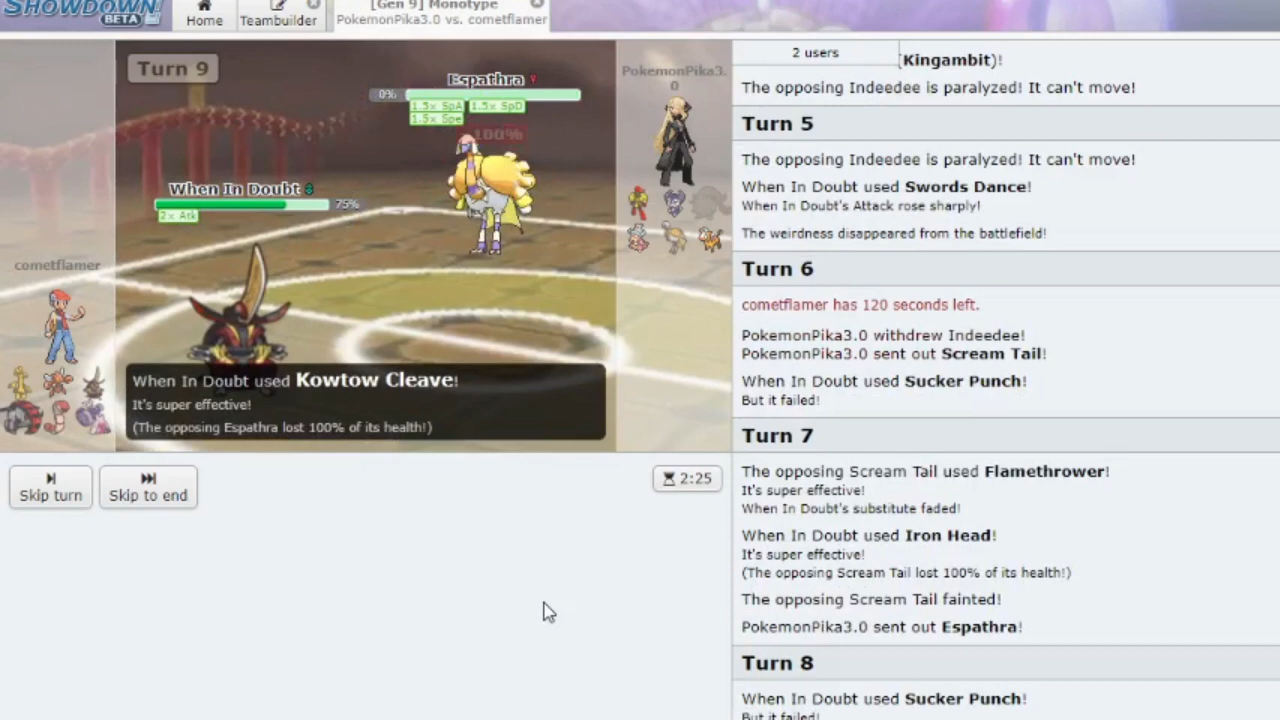 SHOWDOWN
BETA
Home
Teambuilder
[Gen 9] Monotype
PokemonPika3.0 vs. cometflamer
Turn 9
Espathra
0%
1.5x SpA 1.5x SpD
1.5x Spe
100%
When In Doubt
75%
2x Atk
PokemonPika3.
0
cometflamer
When In Doubt used Kowtow Cleave!
It's super effective!
(The opposing Espathra lost 100% of its health!)
Skip turn
Skip to end
2:25
2 users
(Kingambit)!
The opposing Indeedee is paralyzed! It can't move!
Turn 5
The opposing Indeedee is paralyzed! It can't move!
When In Doubt used Swords Dance!
When In Doubt's Attack rose sharply!
The weirdness disappeared from the battlefield!
Turn 6
cometflamer has 120 seconds left.
PokemonPika3.0 withdrew Indeedee!
PokemonPika3.0 sent out Scream Tail!
When In Doubt used Sucker Punch!
But it failed!
Turn 7
The opposing Scream Tail used Flamethrower!
It's super effective!
When In Doubt's substitute faded!
When In Doubt used Iron Head!
It's super effective!
(The opposing Scream Tail lost 100% of its health!)
The opposing Scream Tail fainted!
PokemonPika3.0 sent out Espathra!
Turn 8
When In Doubt used Sucker Punch!
But it failed!